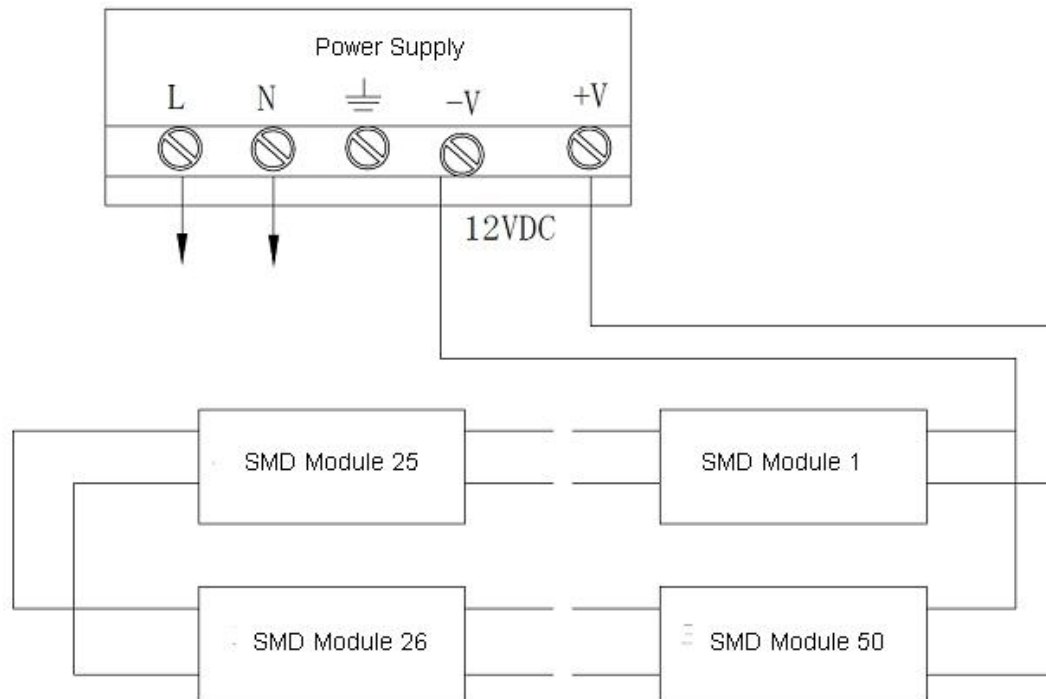 Power Supply
L N -V +V
12VDC
SMD Module 25 SMD Module 1
SMD Module 26 SMD Module 50